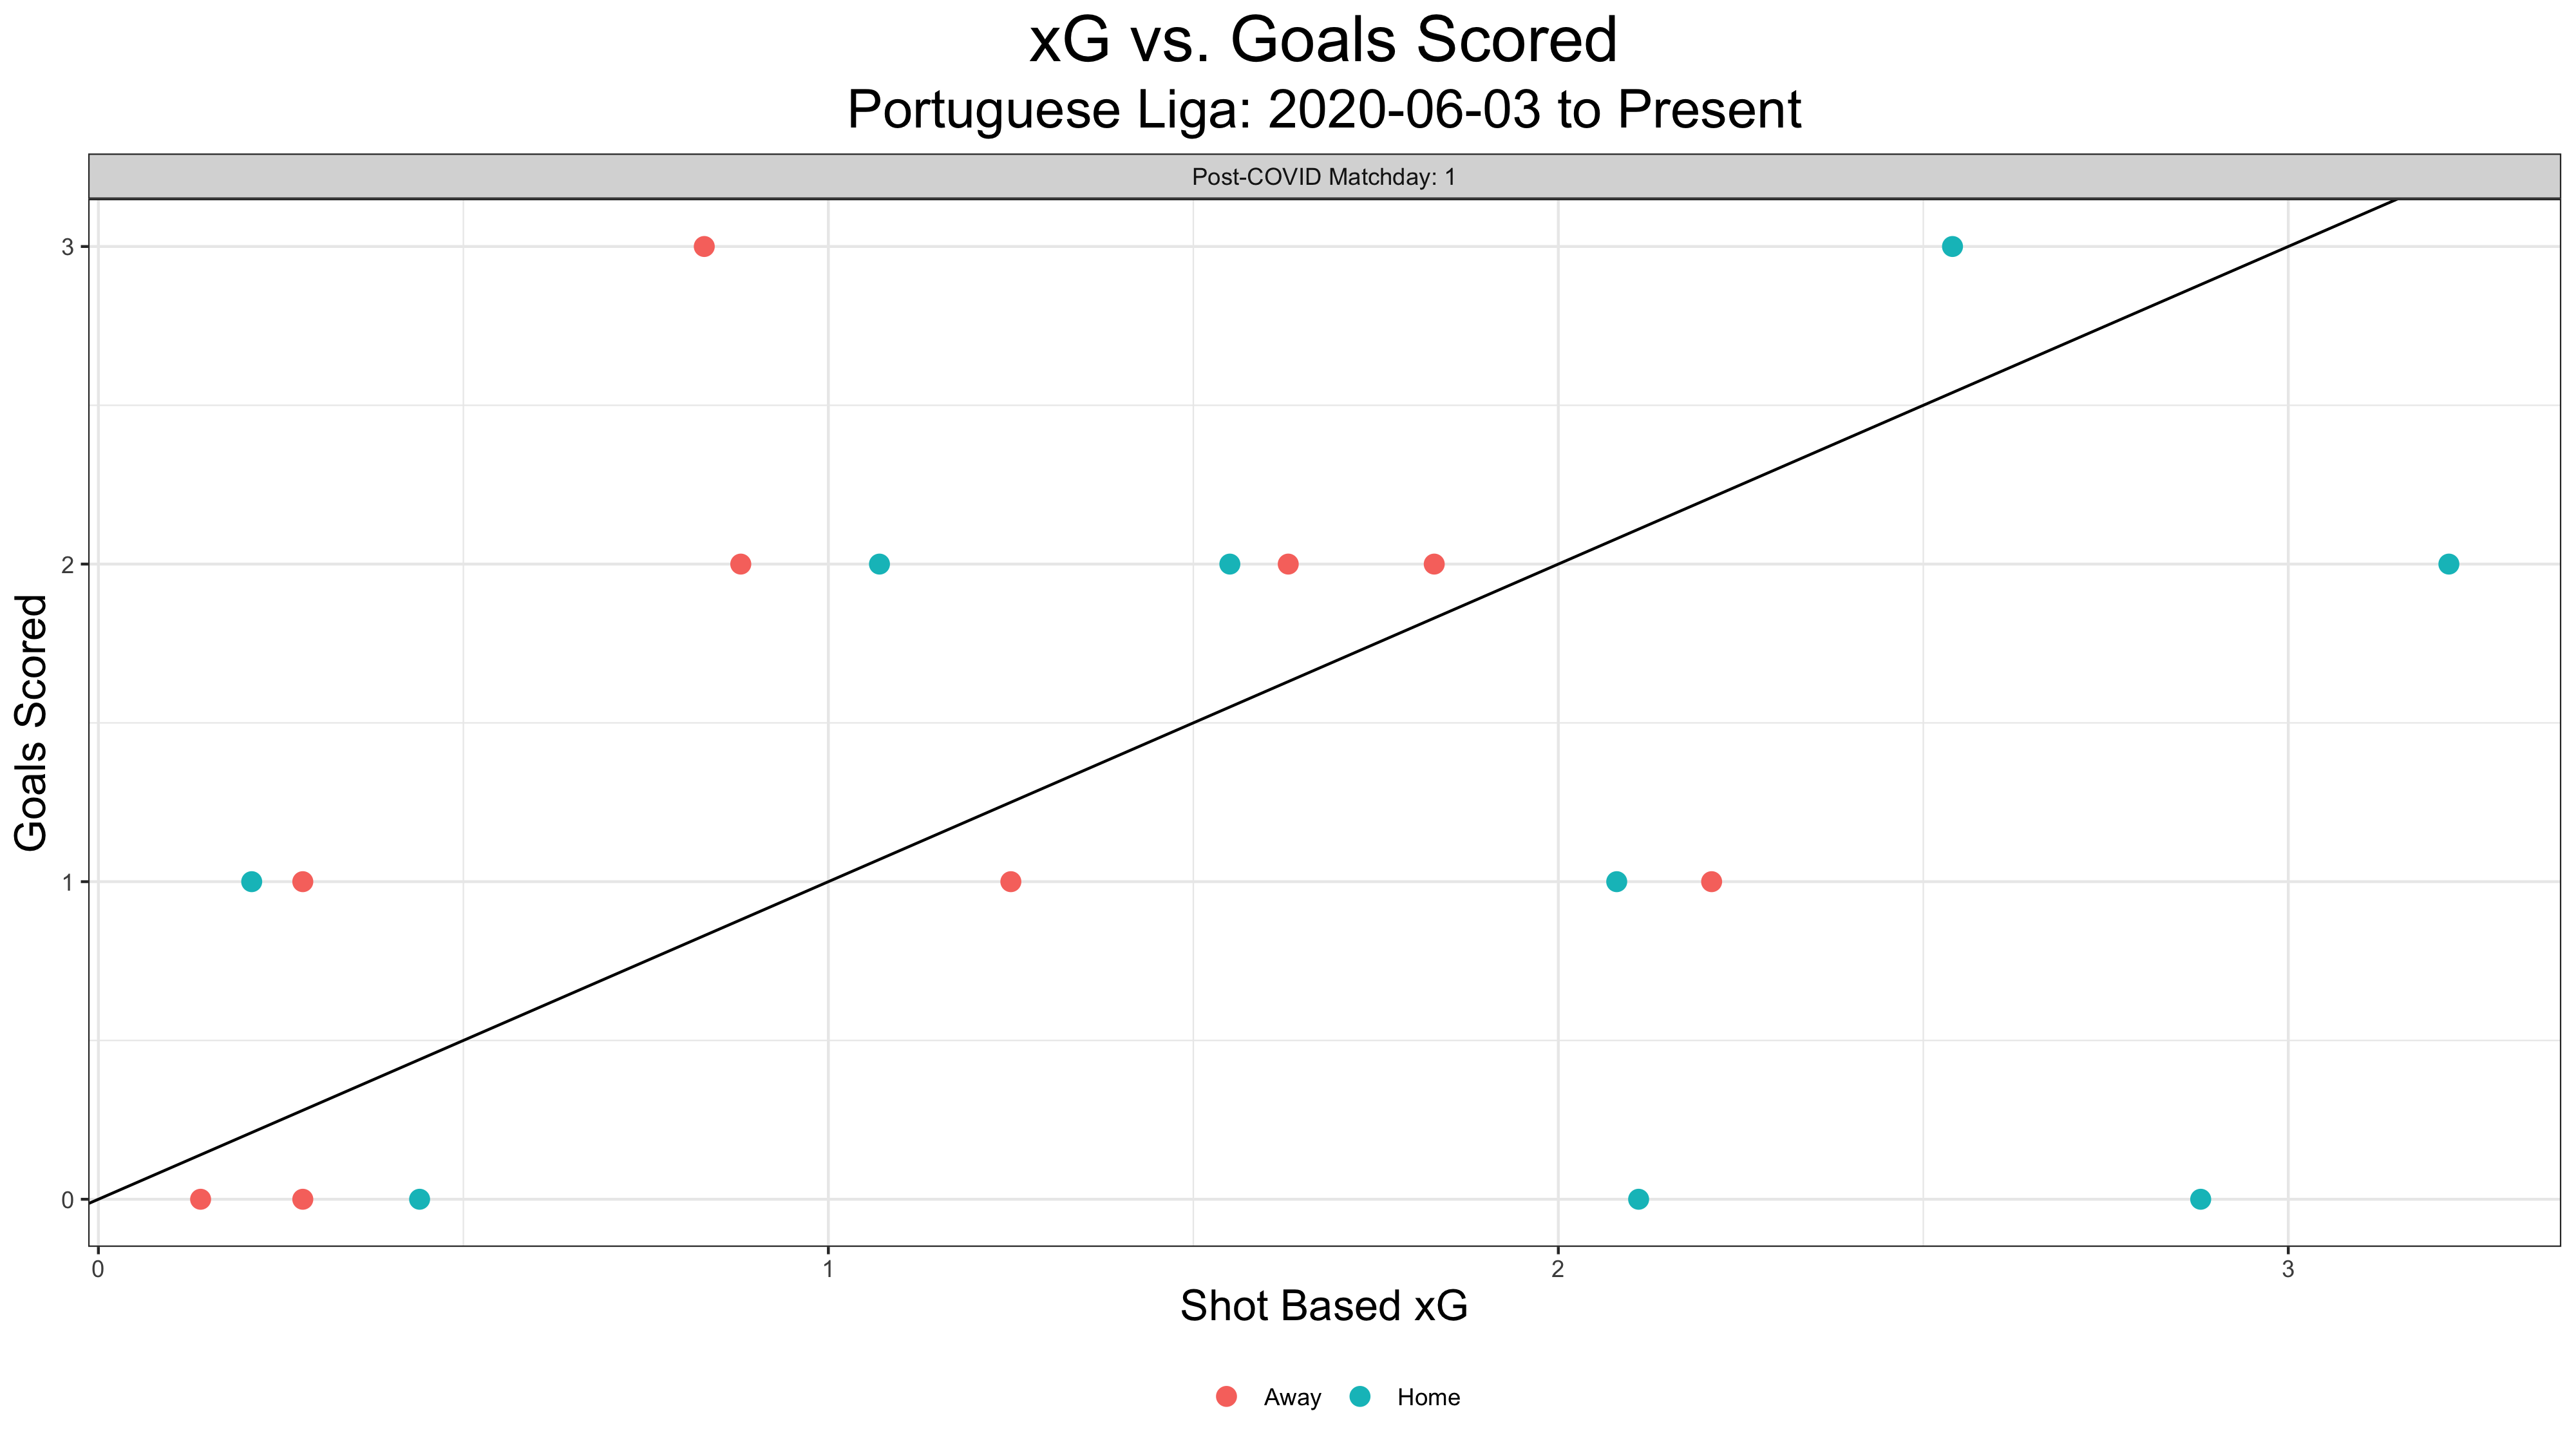 xG vs. Goals Scored
Portuguese Liga: 2020-06-03 to Present
Post-COVID Matchday: 1
Goals Scored
3
2
1
0
0 1 2 3
Shot Based xG
Away Home